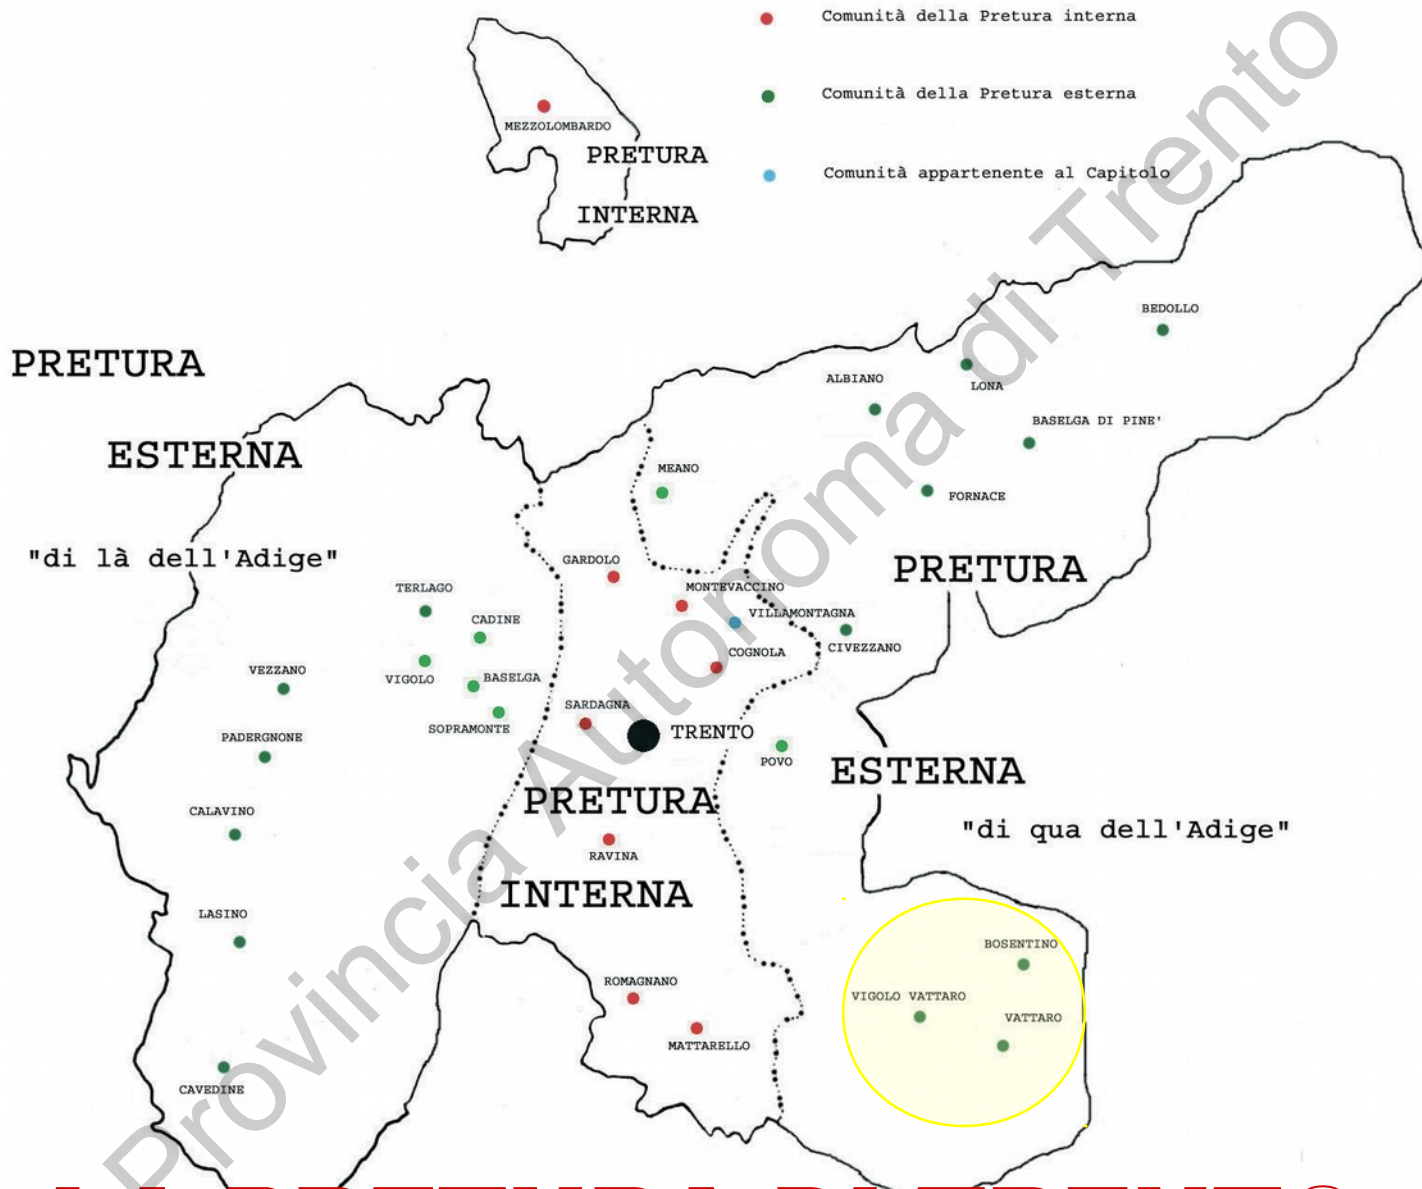 Comunità della Pretura interna
Comunità della Pretura esterna
Comunità appartenente al Capitolo
MEZZOLOMBARDO
PRETURA
INTERNA
PRETURA
ESTERNA
"di là dell'Adige"
BEDOLLO
LONA
ALBIANO
BASELGA DI PINE'
FORNACE
MEANO
PRETURA
GARDOLO
MONTEVACCINO
VILLAMONTAGNA
CIVEZZANO
COGNOLA
TERLAGO
CADINE
VIGOLO
BASELGA
SOPRAMONTE
VEZZANO
PADERGNONE
SARDAGNA
TRENTO
POVO
ESTERNA
"di qua dell'Adige"
CALAVINO
PRETURA
RAVINA
INTERNA
LASINO
BOSENTINO
VIGOLO VATTARO
VATTARO
ROMAGNANO
MATTARELLO
CAVEDINE
Provincia Autonoma di Trento